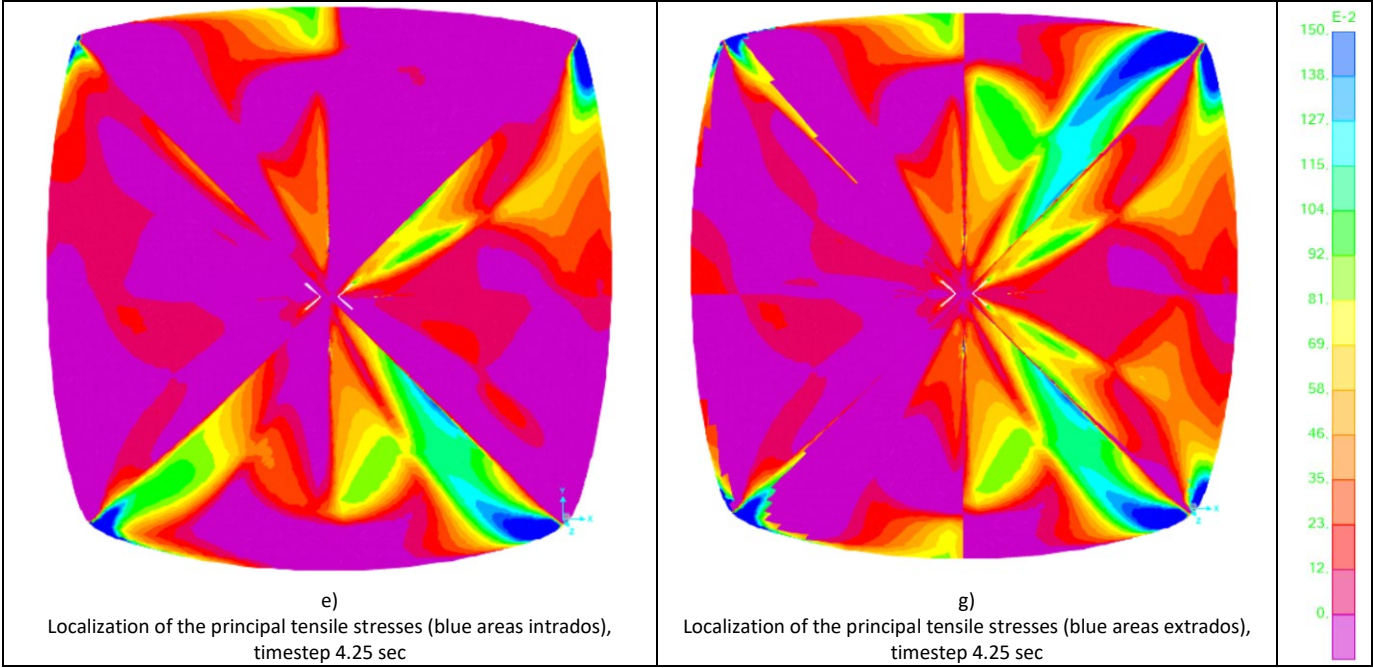 e)
Localization of the principal tensile stresses (blue areas intrados),
timestep 4.25 sec
Y
X
Z
g)
Localization of the principal tensile stresses (blue areas extrados),
timestep 4.25 sec
X
Z
E-2
150.
138.
127.
115.
104.
92.
81.
69.
58.
46.
35.
23.
12.
0.